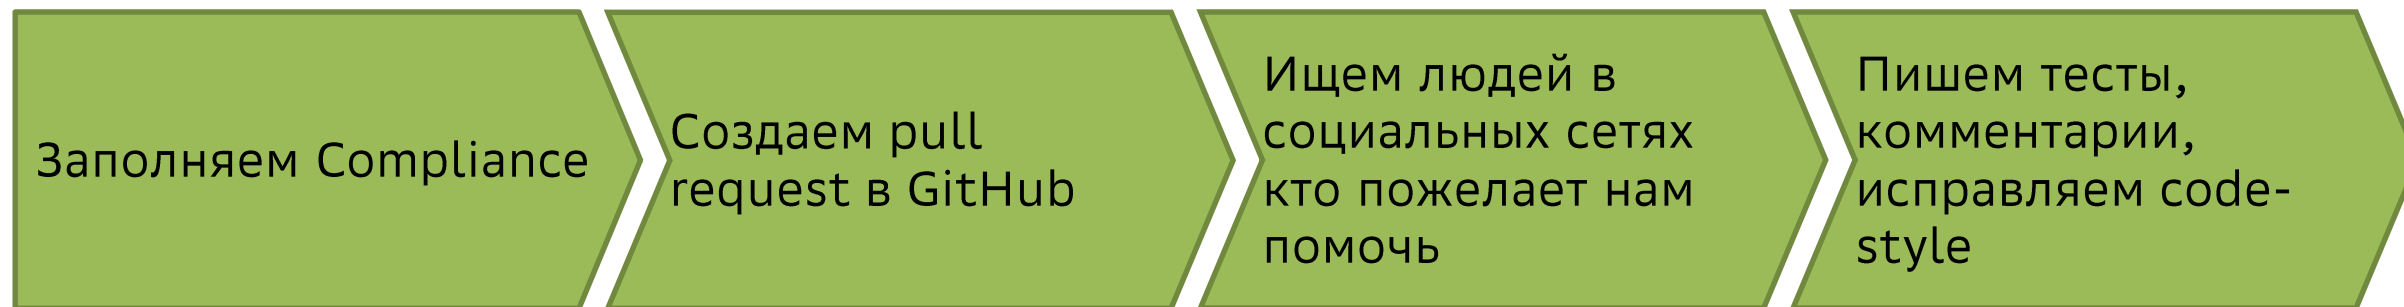 Заполняем Compliance
Создаем pull
request в GitHub
Ищем людей в
социальных сетях
кто пожелает нам
помочь
Пишем тесты,
комментарии,
исправляем code-
style